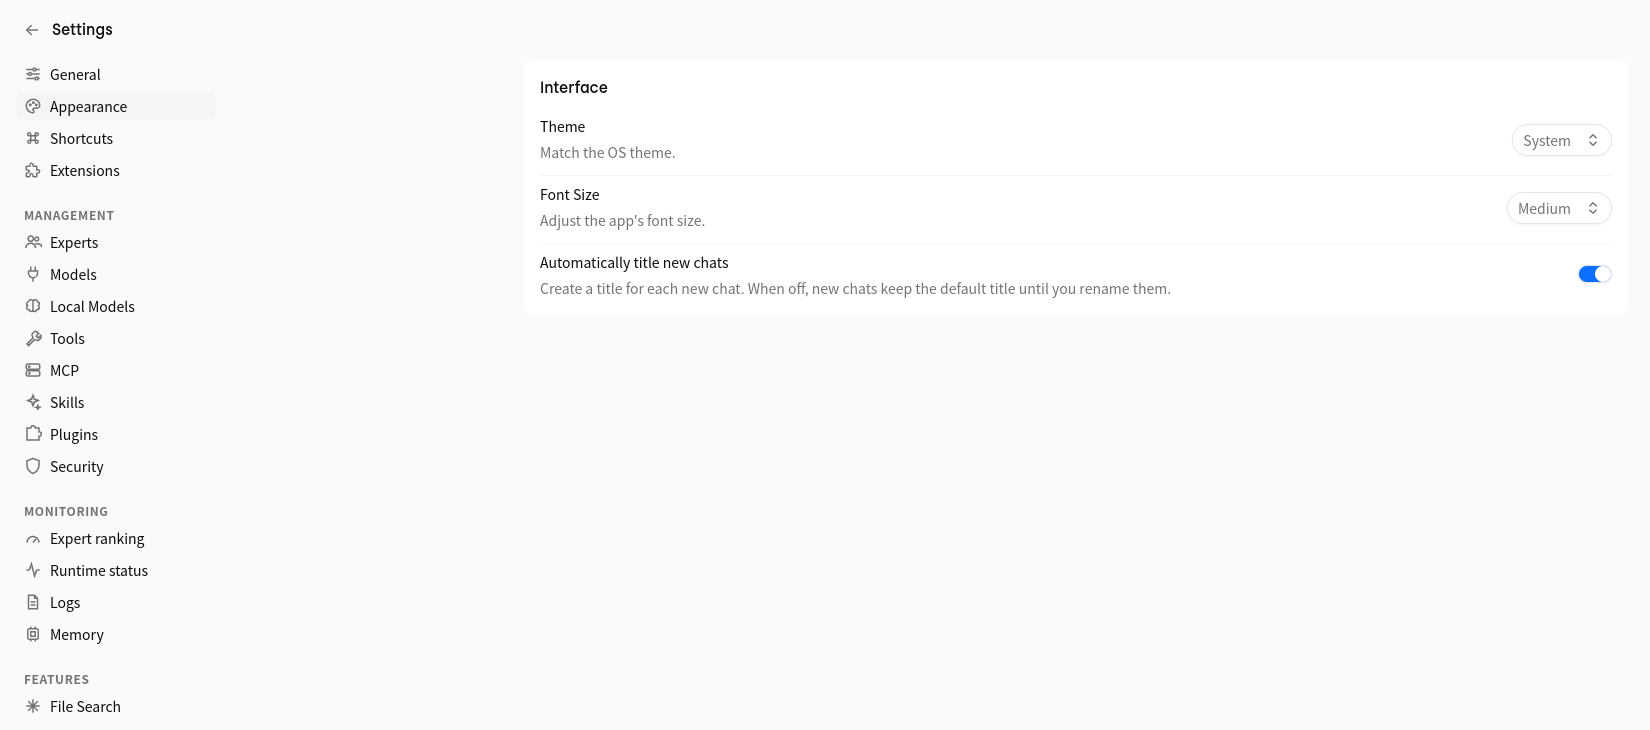 Settings
General
Appearance
Shortcuts
Extensions
MANAGEMENT
Experts
Models
Local Models
Tools
MCP
Skills
Plugins
Security
MONITORING
Expert ranking
Runtime status
Logs
Memory
FEATURES
File Search
Interface
Theme
Match the OS theme.
System
Font Size
Adjust the app's font size.
Medium
Automatically title new chats
Create a title for each new chat. When off, new chats keep the default title until you rename them.